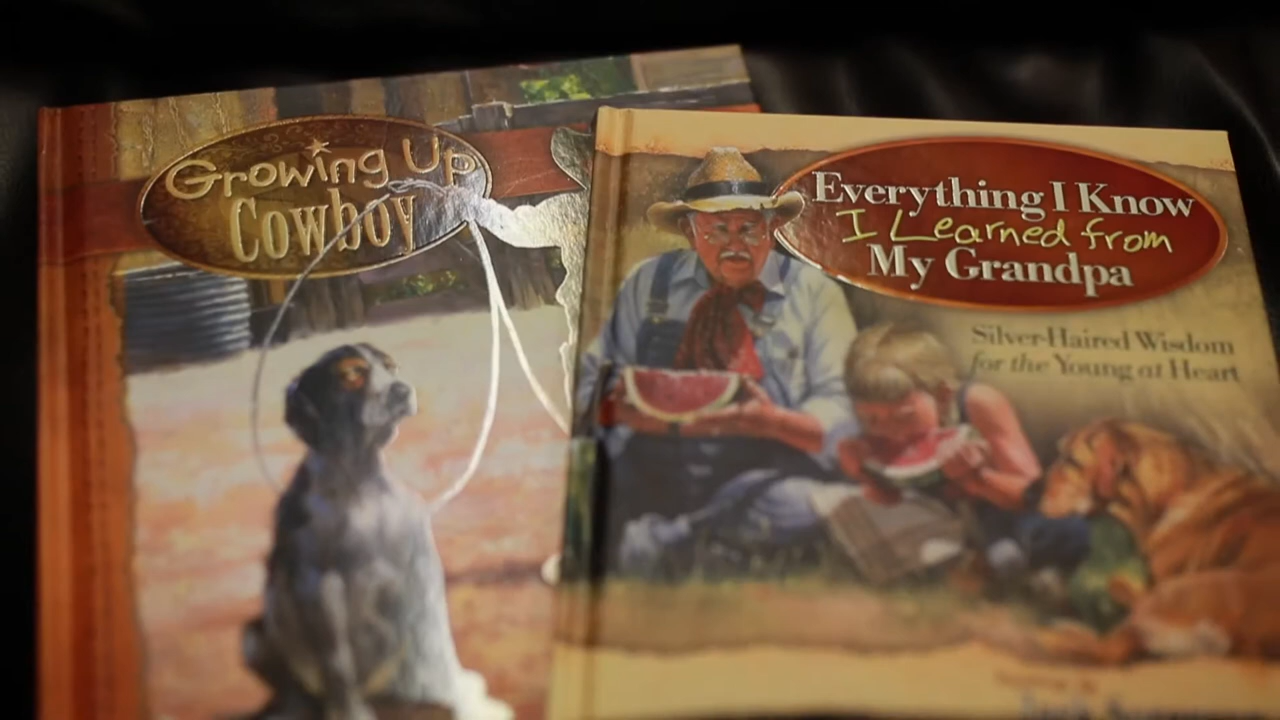 Growing Up
Cowboy
Everything I Know
I Learned from
My Grandpa
Silver-Haired Wisdom
for the Young at Heart